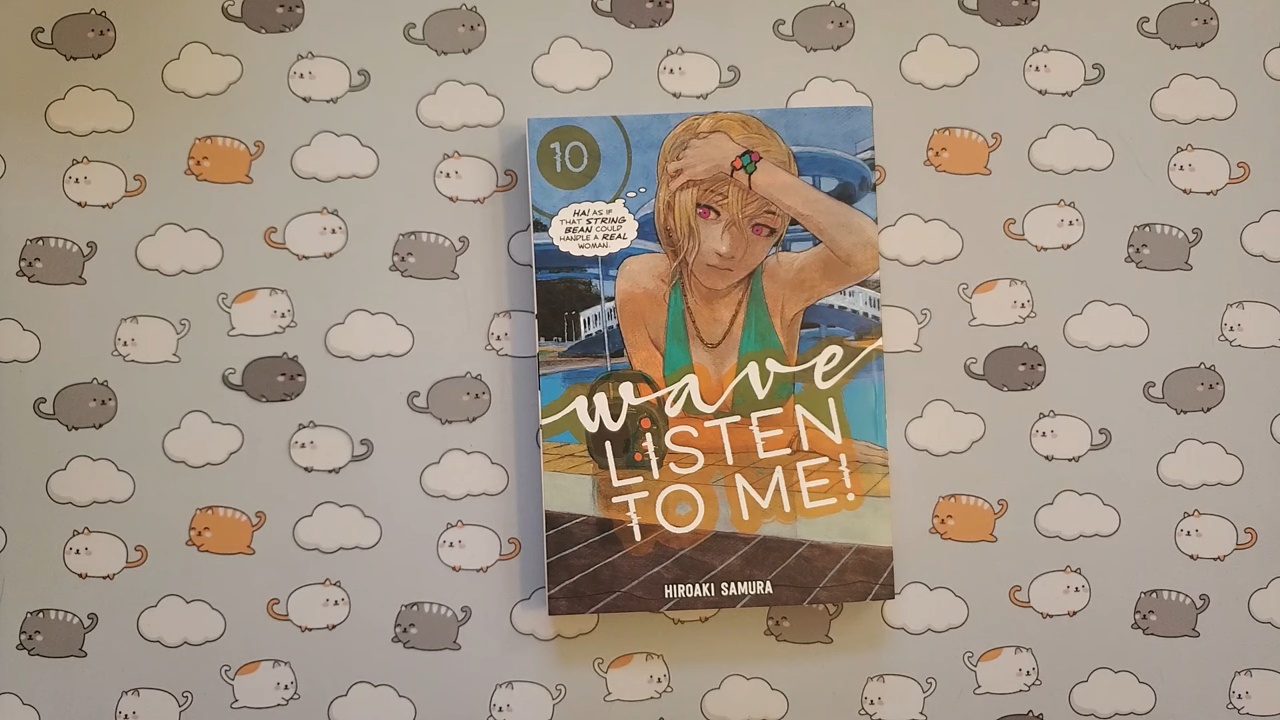 10
HA! AS IF
THAT STRING
BEAN COULD
HANDLE A REAL
WOMAN.
wave
LISTEN
TO ME!
HIROAKI SAMURA